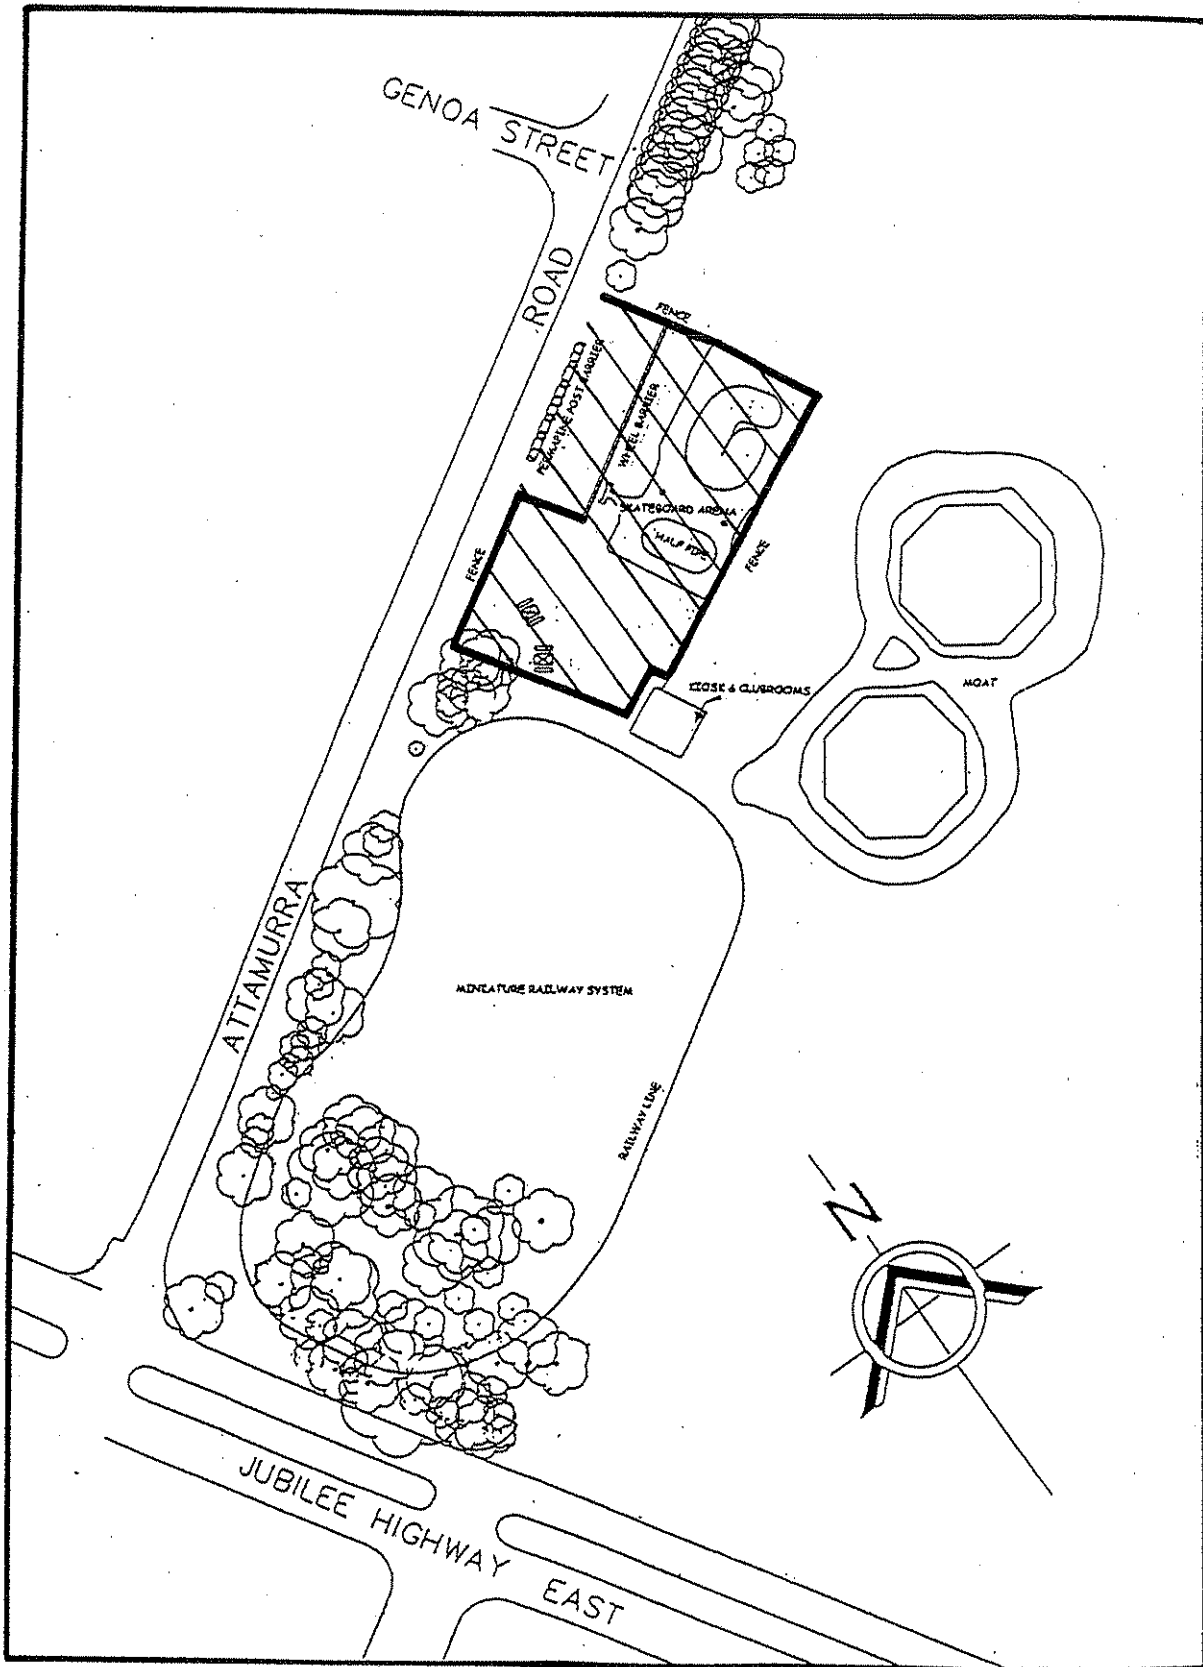 GENOA STREET
ROAD
FENCE
PERMAPINE POST BARRIER
WHEEL BARRIER
SKATEBOARD ARENA
HALF PIPE
FENCE
FENCE
KIOSK & CLUBROOMS
MOAT
ATTAMURRA
MINIATURE RAILWAY SYSTEM
RAILWAY LINE
N
JUBILEE HIGHWAY EAST